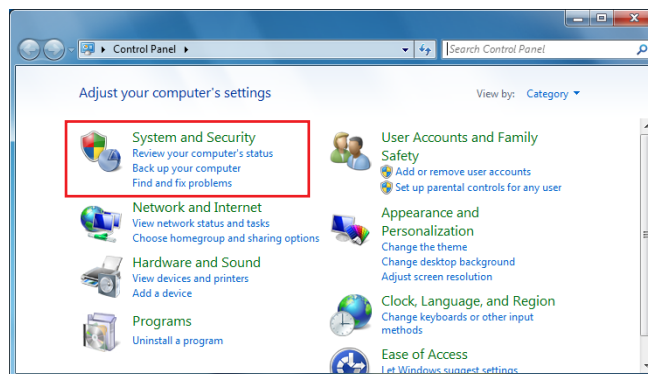 Control Panel
Search Control Panel
Adjust your computer's settings
View by: Category
System and Security
Review your computer's status
Back up your computer
Find and fix problems
Network and Internet
View network status and tasks
Choose homegroup and sharing options
Hardware and Sound
View devices and printers
Add a device
Programs
Uninstall a program
User Accounts and Family
Safety
Add or remove user accounts
Set up parental controls for any user
Appearance and
Personalization
Change the theme
Change desktop background
Adjust screen resolution
Clock, Language, and Region
Change keyboards or other input
methods
Ease of Access
Let Windows suggest settings